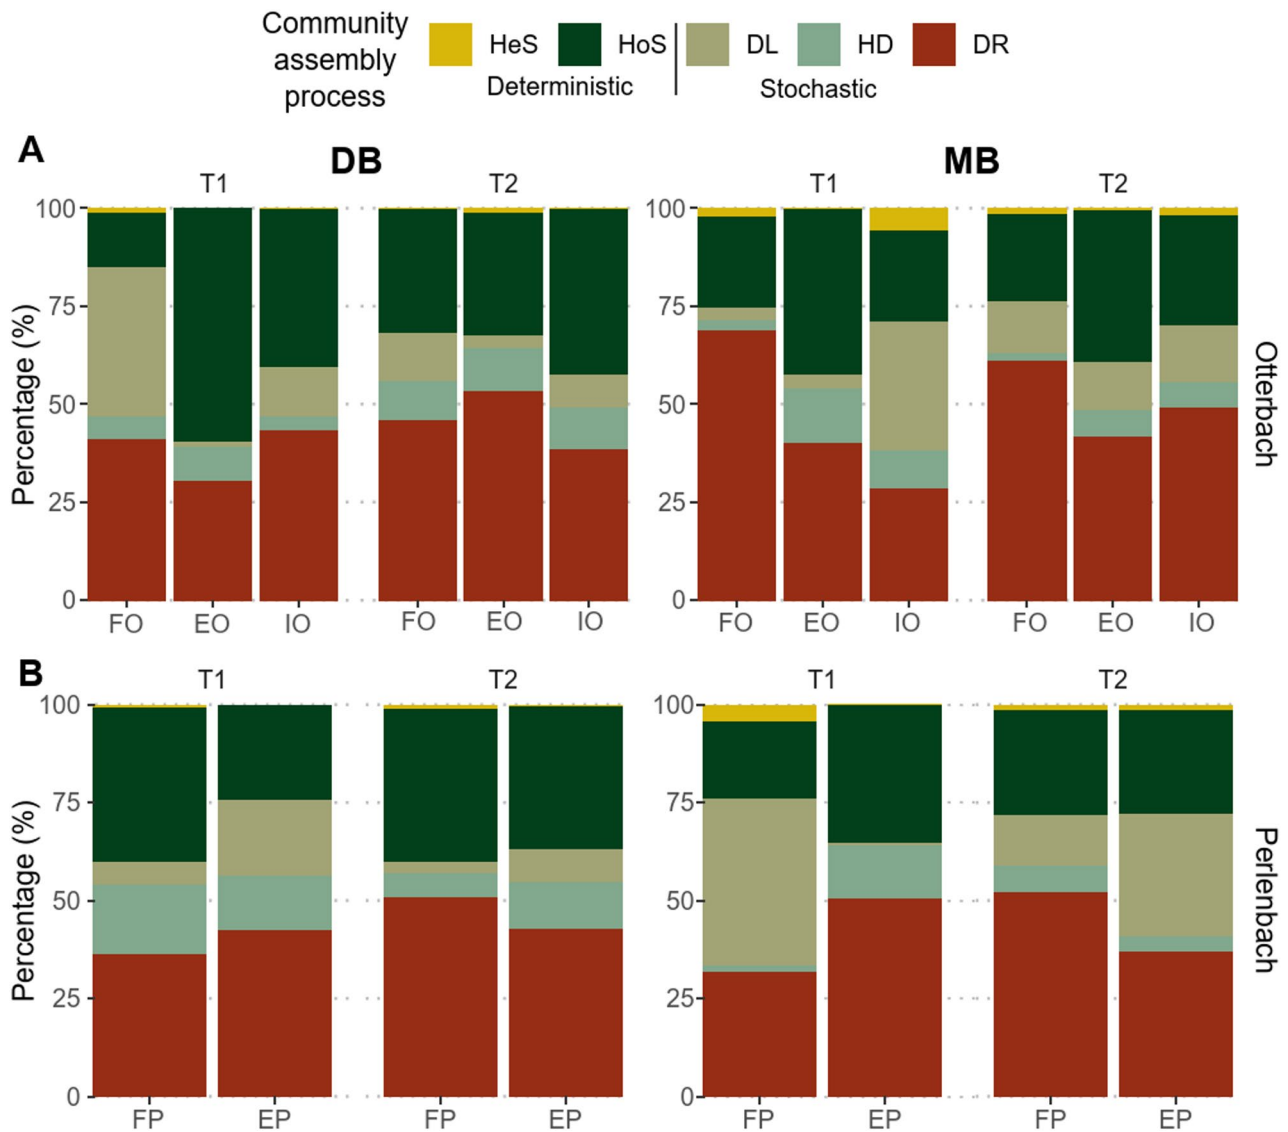 Community
assembly
process
HeS HoS DL HD DR
Deterministic Stochastic
A DB MB
T1 T2 T1 T2
100 100
75 75
50 50
25 25
0 0
Percentage (%)
Otterbach
FO EO IO FO EO IO FO EO IO FO EO IO
B T1 T2 T1 T2
100 100
75 75
50 50
25 25
0 0
Percentage (%)
Perlenbach
FP EP FP EP FP EP FP EP